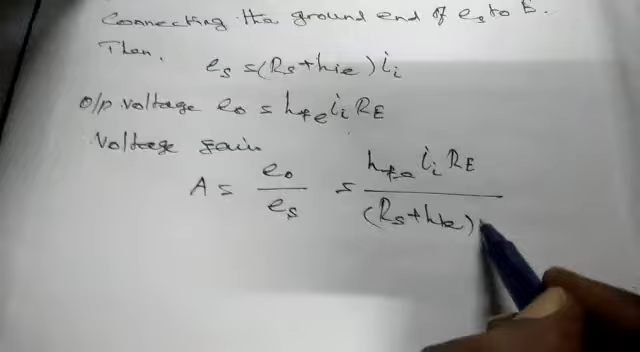 Connecting the ground end of es to E.
Then,
es = (Rs+hie) ii
o/p voltage eo = hfe ii RE
Voltage gain
A = eo/es = hfe ii RE/(Rs+hie)